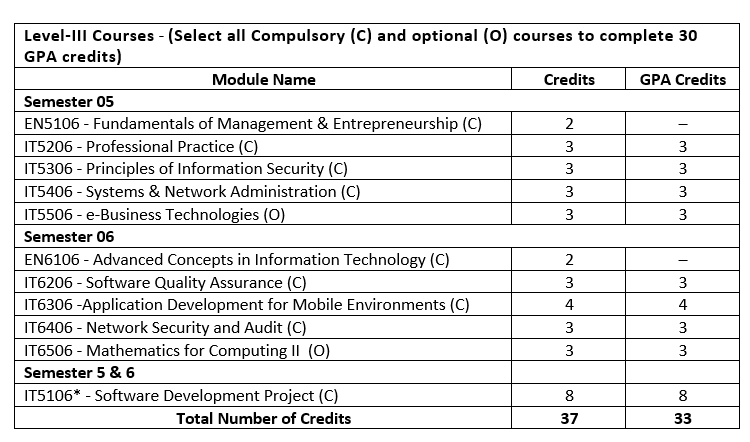 Level-III Courses - (Select all Compulsory (C) and optional (O) courses to complete 30
GPA credits)
Module Name Credits GPA Credits
Semester 05
EN5106 - Fundamentals of Management & Entrepreneurship (C) 2 –
IT5206 - Professional Practice (C) 3 3
IT5306 - Principles of Information Security (C) 3 3
IT5406 - Systems & Network Administration (C) 3 3
IT5506 - e-Business Technologies (O) 3 3
Semester 06
EN6106 - Advanced Concepts in Information Technology (C) 2 –
IT6206 - Software Quality Assurance (C) 3 3
IT6306 -Application Development for Mobile Environments (C) 4 4
IT6406 - Network Security and Audit (C) 3 3
IT6506 - Mathematics for Computing II (O) 3 3
Semester 5 & 6
IT5106* - Software Development Project (C) 8 8
Total Number of Credits 37 33